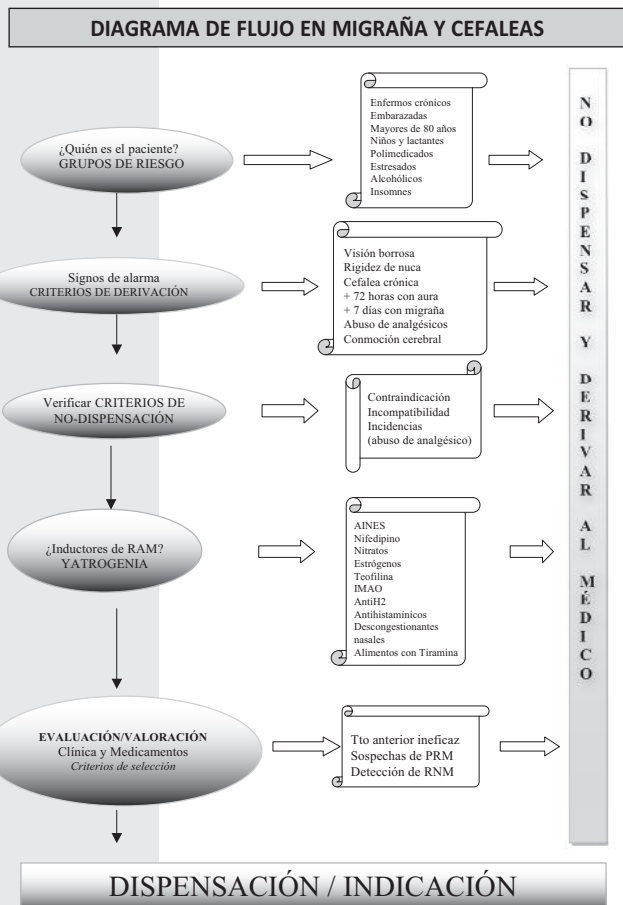 DIAGRAMA DE FLUJO EN MIGRAÑA Y CEFALEAS
¿Quién es el paciente?
GRUPOS DE RIESGO
Enfermos crónicos
Embarazadas
Mayores de 80 años
Niños y lactantes
Polimedicados
Estresados
Alcohólicos
Insomnes
Signos de alarma
CRITERIOS DE DERIVACIÓN
Visión borrosa
Rigidez de nuca
Cefalea crónica
+ 72 horas con aura
+ 7 días con migraña
Abuso de analgésicos
Conmoción cerebral
Verificar CRITERIOS DE
NO-DISPENSACIÓN
Contraindicación
Incompatibilidad
Incidencias
(abuso de analgésico)
¿Inductores de RAM?
YATROGENIA
AINES
Nifedipino
Nitratos
Estrógenos
Teofilina
IMAO
AntiH2
Antihistamínicos
Descongestionantes
nasales
Alimentos con Tiramina
EVALUACIÓN/VALORACIÓN
Clínica y Medicamentos
Criterios de selección
Tto anterior ineficaz
Sospechas de PRM
Detección de RNM
NO DISPENSAR Y DERIVAR AL MÉDICO
DISPENSACIÓN / INDICACIÓN